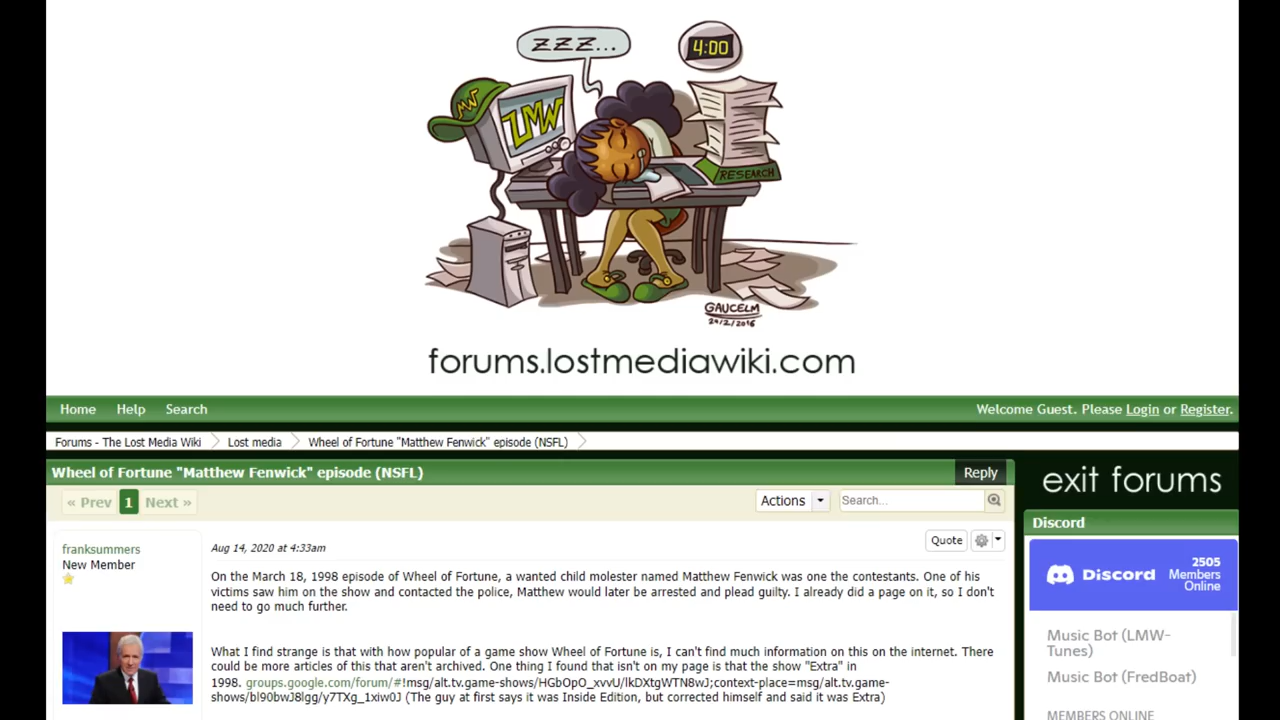 ZZZ...
4:00
MW
LMW
RESEARCH
GAUCELM
29/2/2016
forums.lostmediawiki.com
Home Help Search Welcome Guest. Please Login or Register.
Forums - The Lost Media Wiki Lost media Wheel of Fortune "Matthew Fenwick" episode (NSFL)
Wheel of Fortune "Matthew Fenwick" episode (NSFL) Reply
exit forums
« Prev 1 Next » Actions Search...
Discord
franksummers
New Member
Aug 14, 2020 at 4:33am Quote
Discord 2505 Members Online
On the March 18, 1998 episode of Wheel of Fortune, a wanted child molester named Matthew Fenwick was one the contestants. One of his
victims saw him on the show and contacted the police, Matthew would later be arrested and plead guilty. I already did a page on it, so I don't
need to go much further.
What I find strange is that with how popular of a game show Wheel of Fortune is, I can't find much information on this on the internet. There
could be more articles of this that aren't archived. One thing I found that isn't on my page is that the show "Extra" in
1998. groups.google.com/forum/#!msg/alt.tv.game-shows/HGbOpO_xvvU/lkDXtgWTN8wJ;context-place=msg/alt.tv.game-
shows/bl90bwJ8lgg/y7TXg_1xiw0J (The guy at first says it was Inside Edition, but corrected himself and said it was Extra)
Music Bot (LMW-
Tunes)
Music Bot (FredBoat)
MEMBERS ONLINE